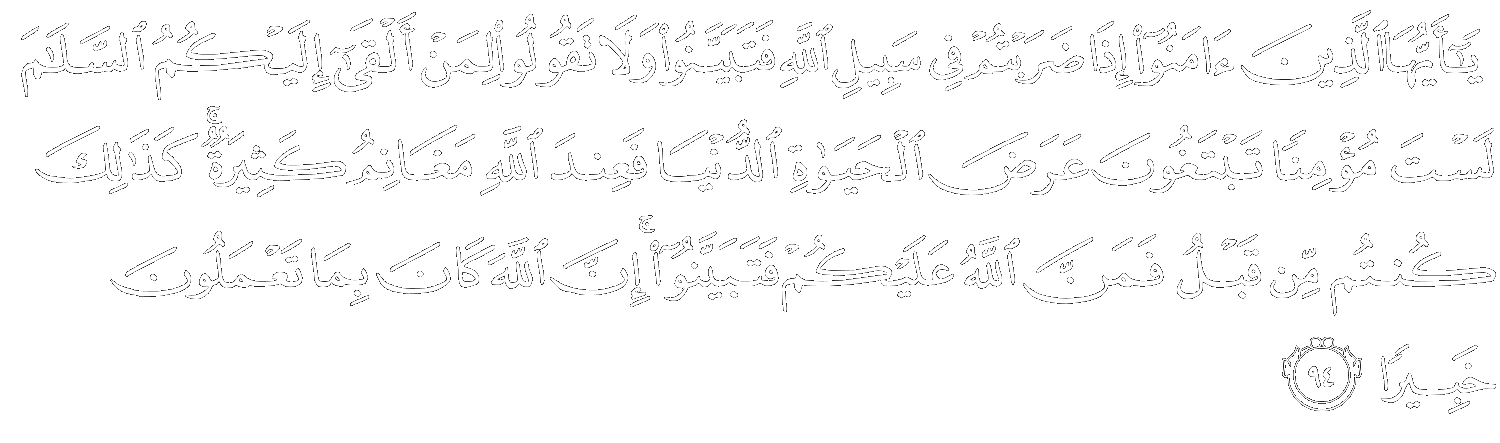 يَـٰٓأَيُّهَا ٱلَّذِينَ ءَامَنُوٓا۟ إِذَا ضَرَبْتُمْ فِى سَبِيلِ ٱللَّهِ فَتَبَيَّنُوا۟ وَلَا تَقُولُوا۟ لِمَنْ أَلْقَىٰٓ إِلَيْكُمُ ٱلسَّلَـٰمَ
لَسْتَ مُؤْمِنًا تَبْتَغُونَ عَرَضَ ٱلْحَيَوٰةِ ٱلدُّنْيَا فَعِندَ ٱللَّهِ مَغَانِمُ كَثِيرَةٌ ۚ كَذَٰلِكَ
كُنتُم مِّن قَبْلُ فَمَنَّ ٱللَّهُ عَلَيْكُمْ فَتَبَيَّنُوٓا۟ ۚ إِنَّ ٱللَّهَ كَانَ بِمَا تَعْمَلُونَ
خَبِيرًا ٩٤